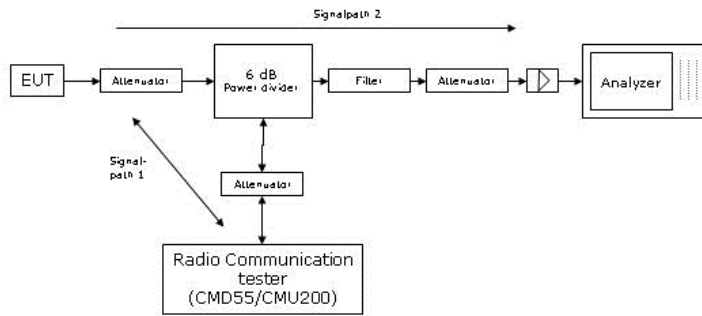 Signalpath 2
EUT
Attenuator
6 dB
Power divider
Filter
Attenuator
Analyzer
Signal-
path 1
Attenuator
Radio Communication
tester
(CMD55/CMU200)